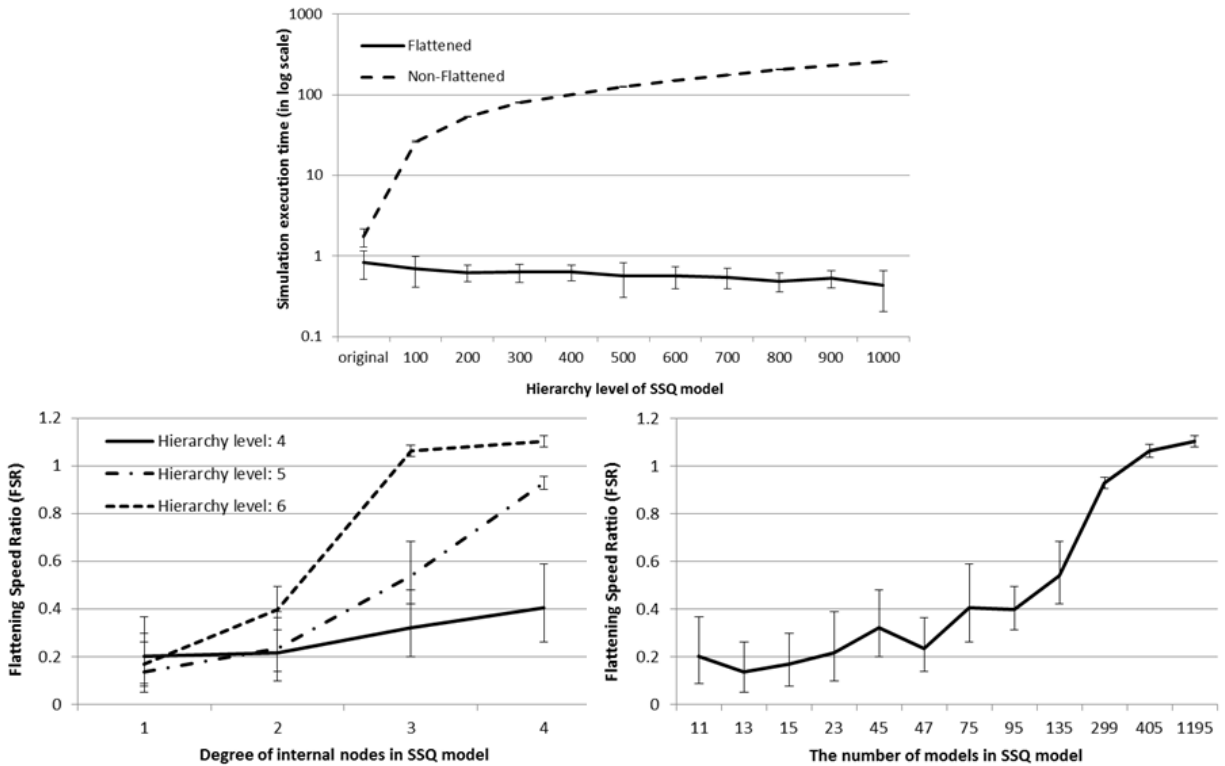 Simulation execution time (in log scale)
1000
100
10
1
0.1
Flattened
Non-Flattened
original 100 200 300 400 500 600 700 800 900 1000
Hierarchy level of SSQ model
Flattening Speed Rattio (FSR)
1.2
1
0.8
0.6
0.4
0.2
0
Hierarchy level: 4
Hierarchy level: 5
Hierarchy level: 6
1 2 3 4
Degree of internal nodes in SSQ model
Flattening Speed Ratio (FSR)
1.2
1
0.8
0.6
0.4
0.2
0
11 13 15 23 45 47 75 95 135 299 405 1195
The number of models in SSQ model